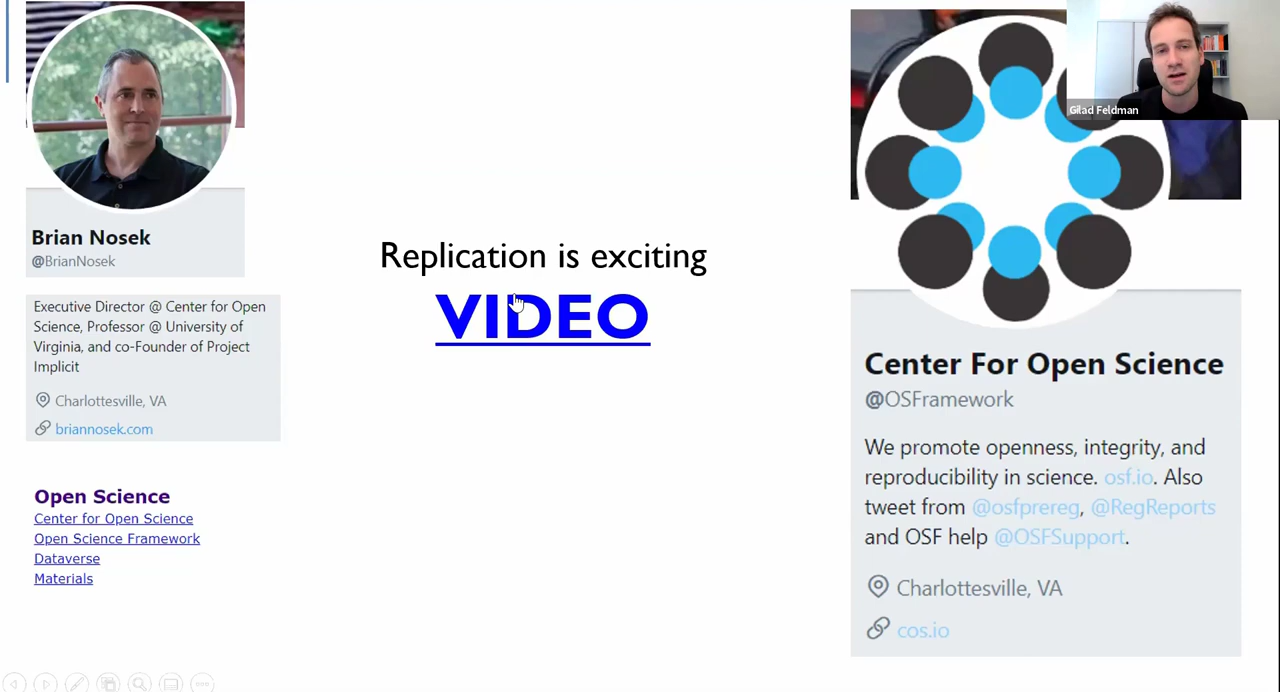 Brian Nosek
@BrianNosek
Executive Director @ Center for Open
Science, Professor @ University of
Virginia, and co-Founder of Project
Implicit
Charlottesville, VA
briannosek.com
Open Science
Center for Open Science
Open Science Framework
Dataverse
Materials
Replication is exciting
VIDEO
Gilad Feldman
Center For Open Science
@OSFramework
We promote openness, integrity, and
reproducibility in science. osf.io. Also
tweet from @osfprereg, @RegReports
and OSF help @OSFSupport.
Charlottesville, VA
cos.io